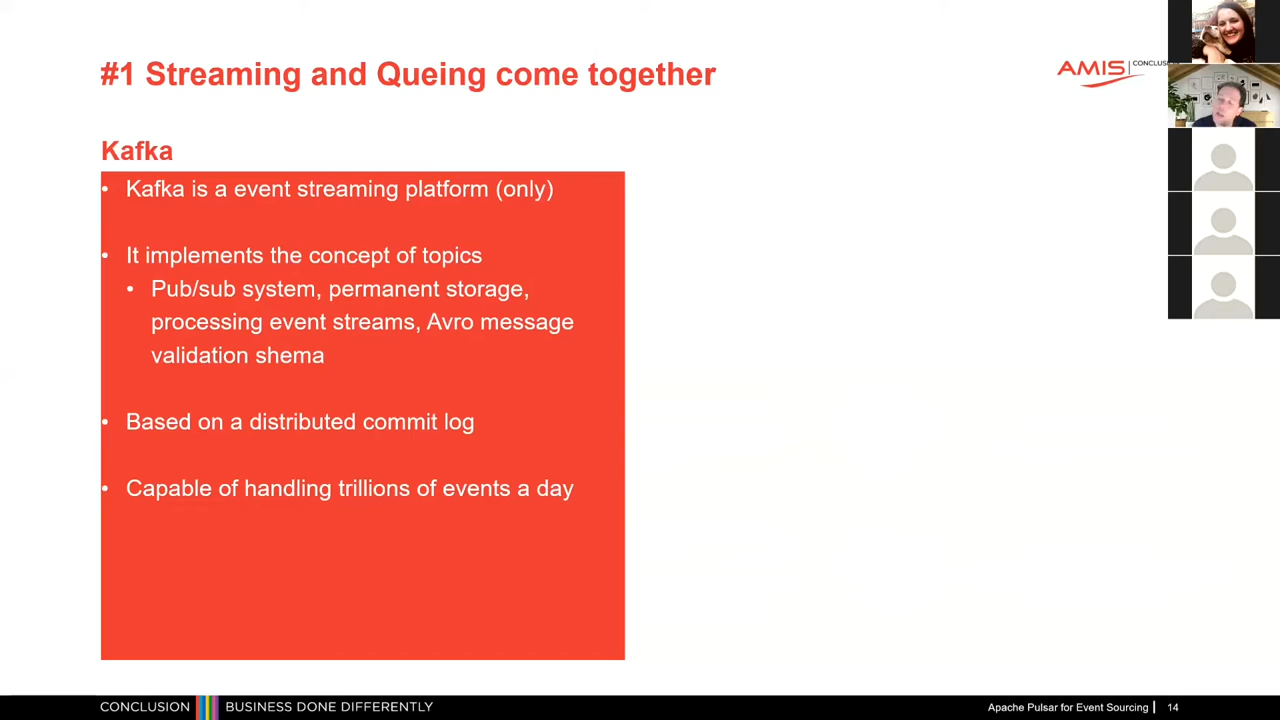 #1 Streaming and Queing come together
AMIS | CONCLUSIO
Kafka
• Kafka is a event streaming platform (only)
• It implements the concept of topics
• Pub/sub system, permanent storage,
processing event streams, Avro message
validation shema
• Based on a distributed commit log
• Capable of handling trillions of events a day
CONCLUSION BUSINESS DONE DIFFERENTLY
Apache Pulsar for Event Sourcing | 14